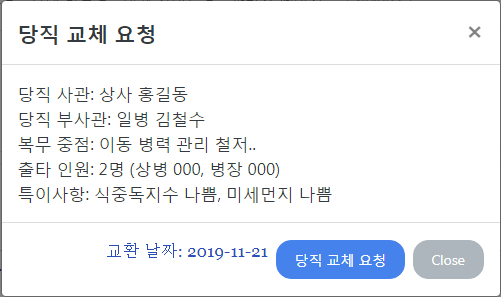 당직 교체 요청 ×
당직 사관: 상사 홍길동
당직 부사관: 일병 김철수
복무 중점: 이동 병력 관리 철저..
출타 인원: 2명 (상병 000, 병장 000)
특이사항: 식중독지수 나쁨, 미세먼지 나쁨
교환 날짜: 2019-11-21 당직 교체 요청 Close